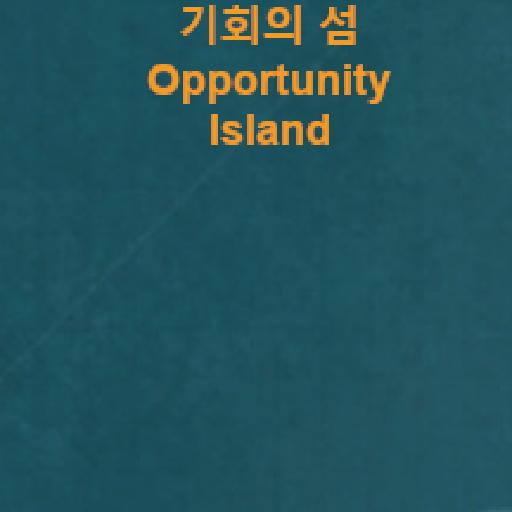 기회의 섬
Opportunity
Island